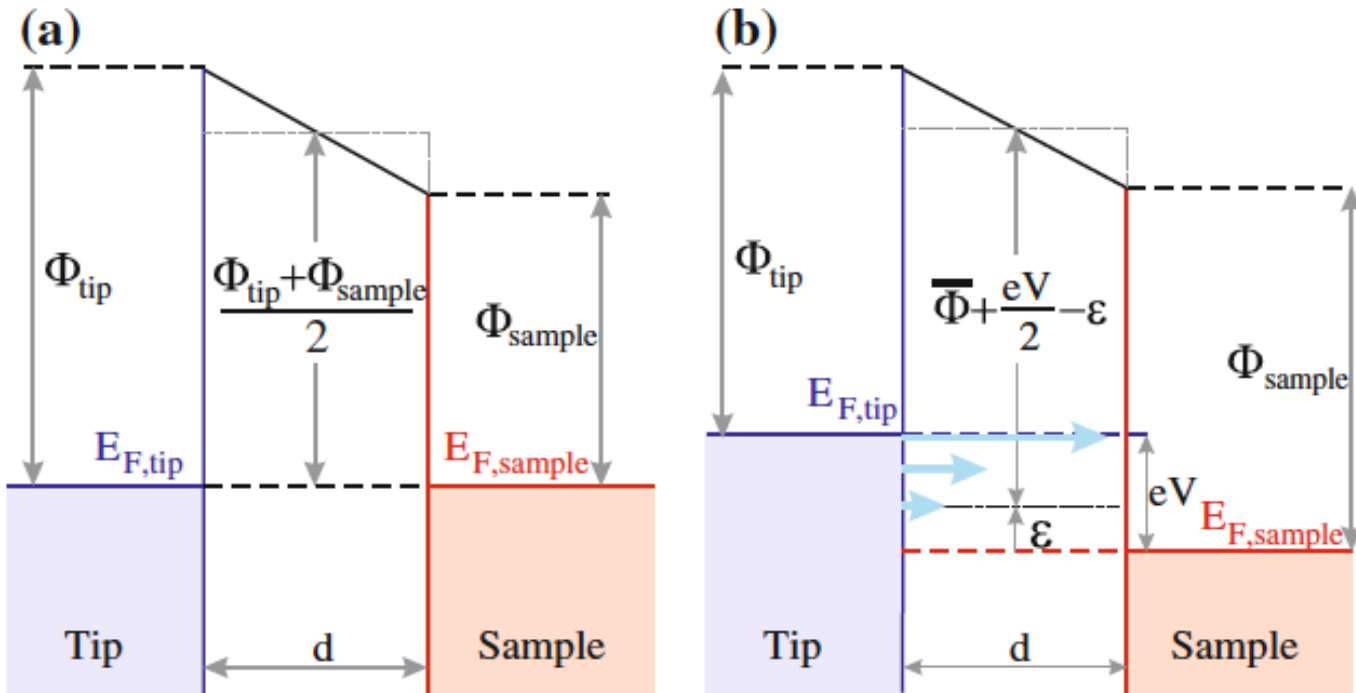 (a)
Φtip
Φtip+Φsample
2
Φsample
EF,tip
EF,sample
Tip
d
Sample
(b)
Φtip
Φ̅+eV/2-ε
Φsample
EF,tip
eV
EF,sample
ε
Tip
d
Sample